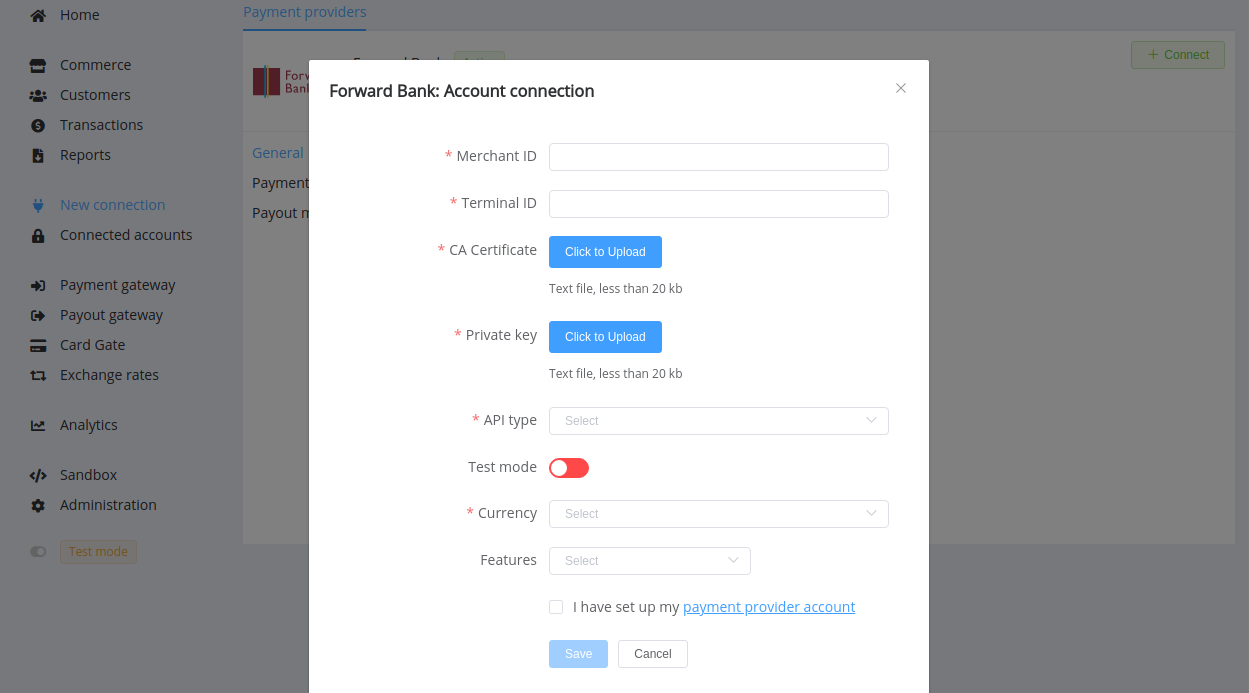 Home
Commerce
Customers
Transactions
Reports
New connection
Connected accounts
Payment gateway
Payout gateway
Card Gate
Exchange rates
Analytics
Sandbox
Administration
Test mode
Payment providers
+ Connect
General
Payment
Payout
Forward Bank: Account connection
* Merchant ID
* Terminal ID
* CA Certificate Click to Upload
Text file, less than 20 kb
* Private key Click to Upload
Text file, less than 20 kb
* API type Select
Test mode
* Currency Select
Features Select
I have set up my payment provider account
Save Cancel